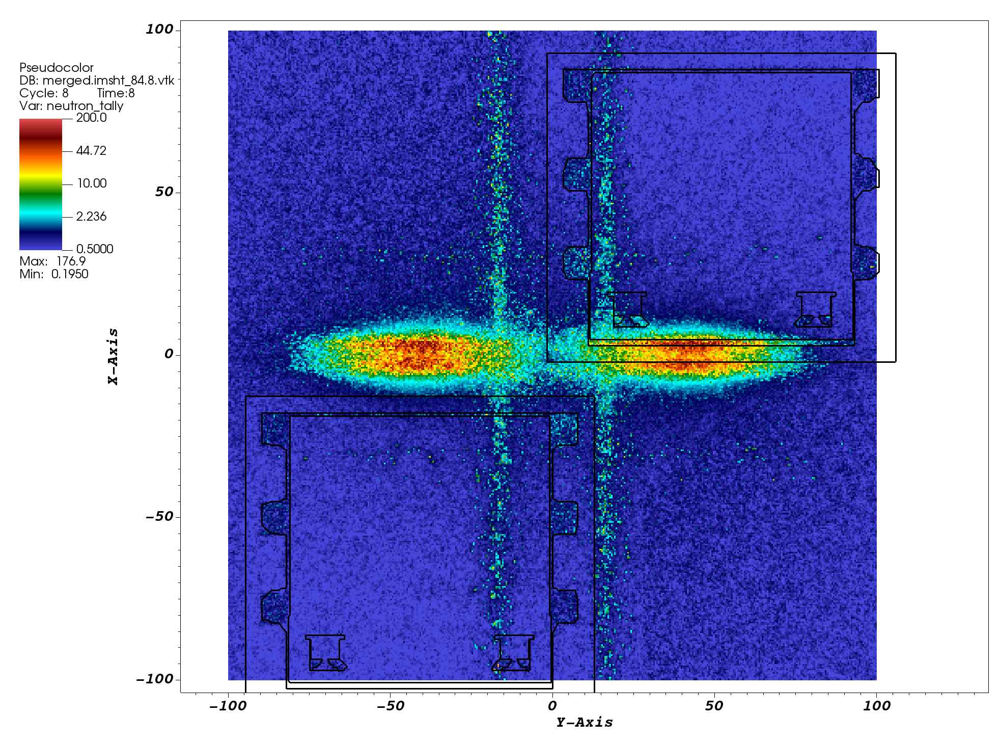 Pseudocolor
DB: merged.imsht_84.8.vtk
Cycle: 8 Time:8
Var: neutron_tally
200.0
44.72
10.00
2.236
0.5000
Max: 176.9
Min: 0.1950
100
50
0
-50
-100
X-Axis
-100 -50 0 50 100
Y-Axis